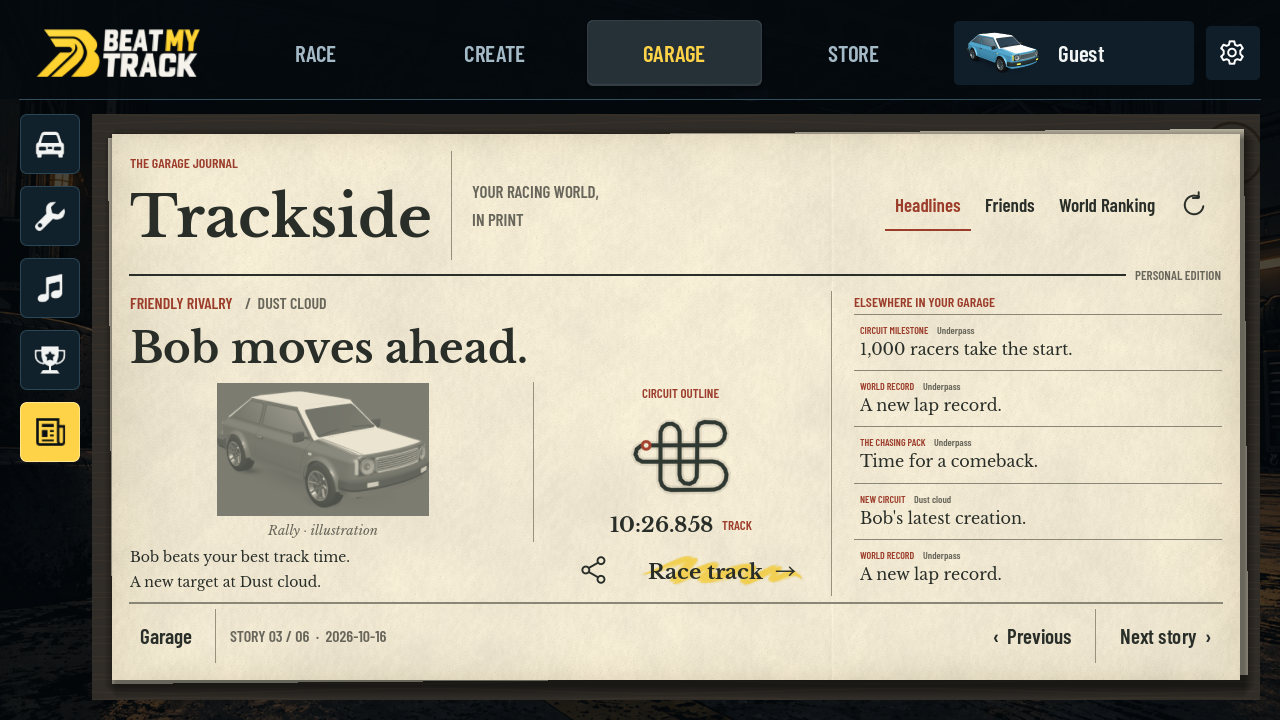 BEAT MY TRACK
RACE
CREATE
GARAGE
STORE
Guest
THE GARAGE JOURNAL
Trackside
YOUR RACING WORLD,
IN PRINT
Headlines
Friends
World Ranking
PERSONAL EDITION
FRIENDLY RIVALRY / DUST CLOUD
Bob moves ahead.
Rally · illustration
Bob beats your best track time.
A new target at Dust cloud.
CIRCUIT OUTLINE
10:26.858 TRACK
Race track →
ELSEWHERE IN YOUR GARAGE
CIRCUIT MILESTONE Underpass
1,000 racers take the start.
WORLD RECORD Underpass
A new lap record.
THE CHASING PACK Underpass
Time for a comeback.
NEW CIRCUIT Dust cloud
Bob's latest creation.
WORLD RECORD Underpass
A new lap record.
Garage
STORY 03 / 06 · 2026-10-16
‹ Previous
Next story ›